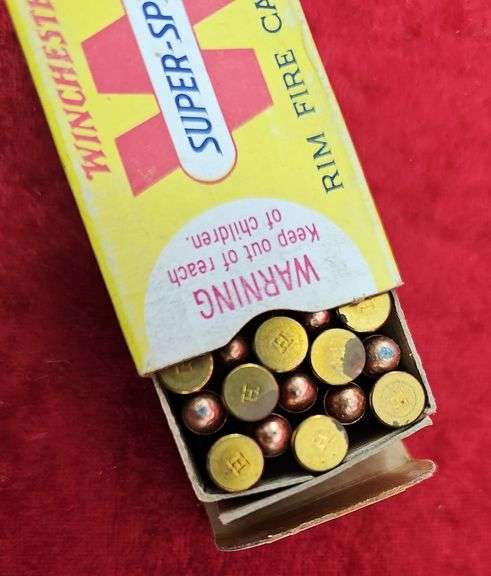 WINCHESTER
SUPER-SP
RIM FIRE CA
WARNING
Keep out of reach
of children.
H
H
H
H
H